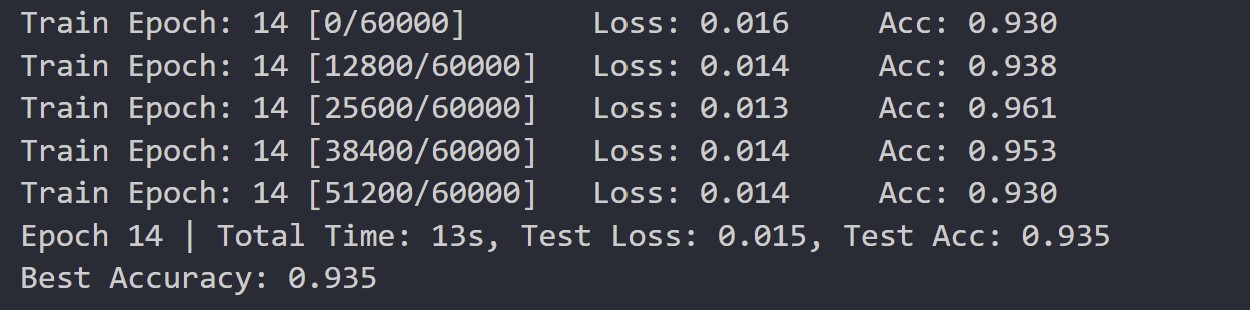 Train Epoch: 14 [0/60000] Loss: 0.016 Acc: 0.930
Train Epoch: 14 [12800/60000] Loss: 0.014 Acc: 0.938
Train Epoch: 14 [25600/60000] Loss: 0.013 Acc: 0.961
Train Epoch: 14 [38400/60000] Loss: 0.014 Acc: 0.953
Train Epoch: 14 [51200/60000] Loss: 0.014 Acc: 0.930
Epoch 14 | Total Time: 13s, Test Loss: 0.015, Test Acc: 0.935
Best Accuracy: 0.935